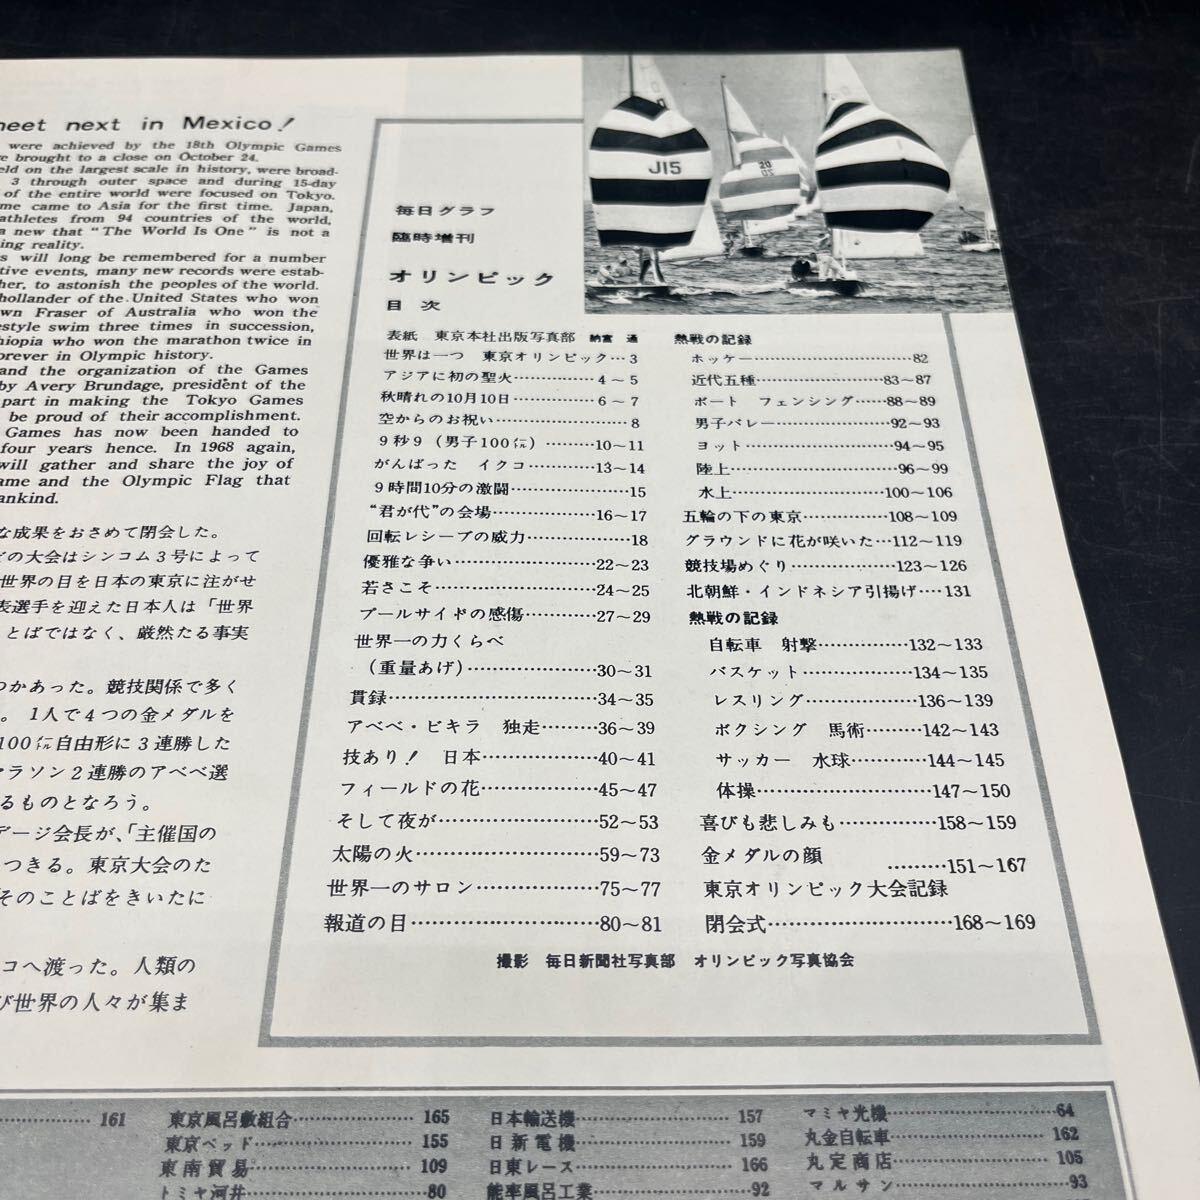 meet next in Mexico!
were achieved by the 18th Olympic Games
brought to a close on October 24.
held on the largest scale in history, were broad-
3 through outer space and during 15-day
of the entire world were focused on Tokyo.
came to Asia for the first time. Japan,
athletes from 94 countries of the world,
a new that “The World Is One” is not a
reality.
will long be remembered for a number
events, many new records were estab-
to astonish the peoples of the world.
hollander of the United States who won
Fraser of Australia who won the
swim three times in succession,
who won the marathon twice in
forever in Olympic history.
and the organization of the Games
by Avery Brundage, president of the
part in making the Tokyo Games
be proud of their accomplishment.
Games has now been handed to
four years hence. In 1968 again,
will gather and share the joy of
and the Olympic Flag that
な成果をおさめて閉会した。
の大会はシンコム3号によって
世界の目を日本の東京に注がせ
表選手を迎えた日本人は「世界
とばではなく、厳然たる事実
つかあった。競技関係で多く
。1人で4つの金メダルを
100㍍自由形に3連勝した
マラソン2連勝のアベベ選
るものとなろう。
デージ会長が、「主催国の
つきる。東京大会のた
そのことばをきいたに
コへ渡った。人類の
び世界の人々が集ま
J15
20
毎日グラフ
臨時増刊
オリンピック
目次
表紙 東京本社出版写真部 納富 通
世界は一つ 東京オリンピック…3
アジアに初の聖火……………4～5
秋晴れの10月10日……………6～7
空からのお祝い………………8
9秒9（男子100㍍）………10～11
がんばった イクコ…………13～14
9時間10分の激闘………………15
“君が代”の会場……………16～17
回転レシーブの威力……………18
優雅な争い…………………22～23
若さこそ……………………24～25
プールサイドの感傷…………27～29
世界一の力くらべ
（重量あげ）………………30～31
貫録…………………………34～35
アベベ・ビキラ 独走………36～39
技あり！ 日本………………40～41
フィールドの花………………45～47
そして夜が…………………52～53
太陽の火……………………59～73
世界一のサロン………………75～77
報道の目……………………80～81
熱戦の記録
ホッケー……………………82
近代五種………………83～87
ボート フェンシング……88～89
男子バレー………………92～93
ヨット……………………94～95
陸上………………………96～99
水上………………………100～106
五輪の下の東京……………108～109
グラウンドに花が咲いた…112～119
競技場めぐり………………123～126
北朝鮮・インドネシア引揚げ…131
熱戦の記録
自転車 射撃……………132～133
バスケット………………134～135
レスリング………………136～139
ボクシング 馬術………142～143
サッカー 水球…………144～145
体操………………………147～150
喜びも悲しみも……………158～159
金メダルの顔
………151～167
東京オリンピック大会記録
閉会式………………………168～169
撮影 毎日新聞社写真部 オリンピック写真協会
161
東京風呂敷組合………………165
東京ベッド……………………155
東南貿易………………………109
トミヤ河井……………………80
日本輸送機……………………157
日新電機………………………159
日東レース……………………166
能率風呂工業…………………92
マミヤ光機……………………64
丸金自転車……………………162
丸定商店………………………105
マルサン………………………93